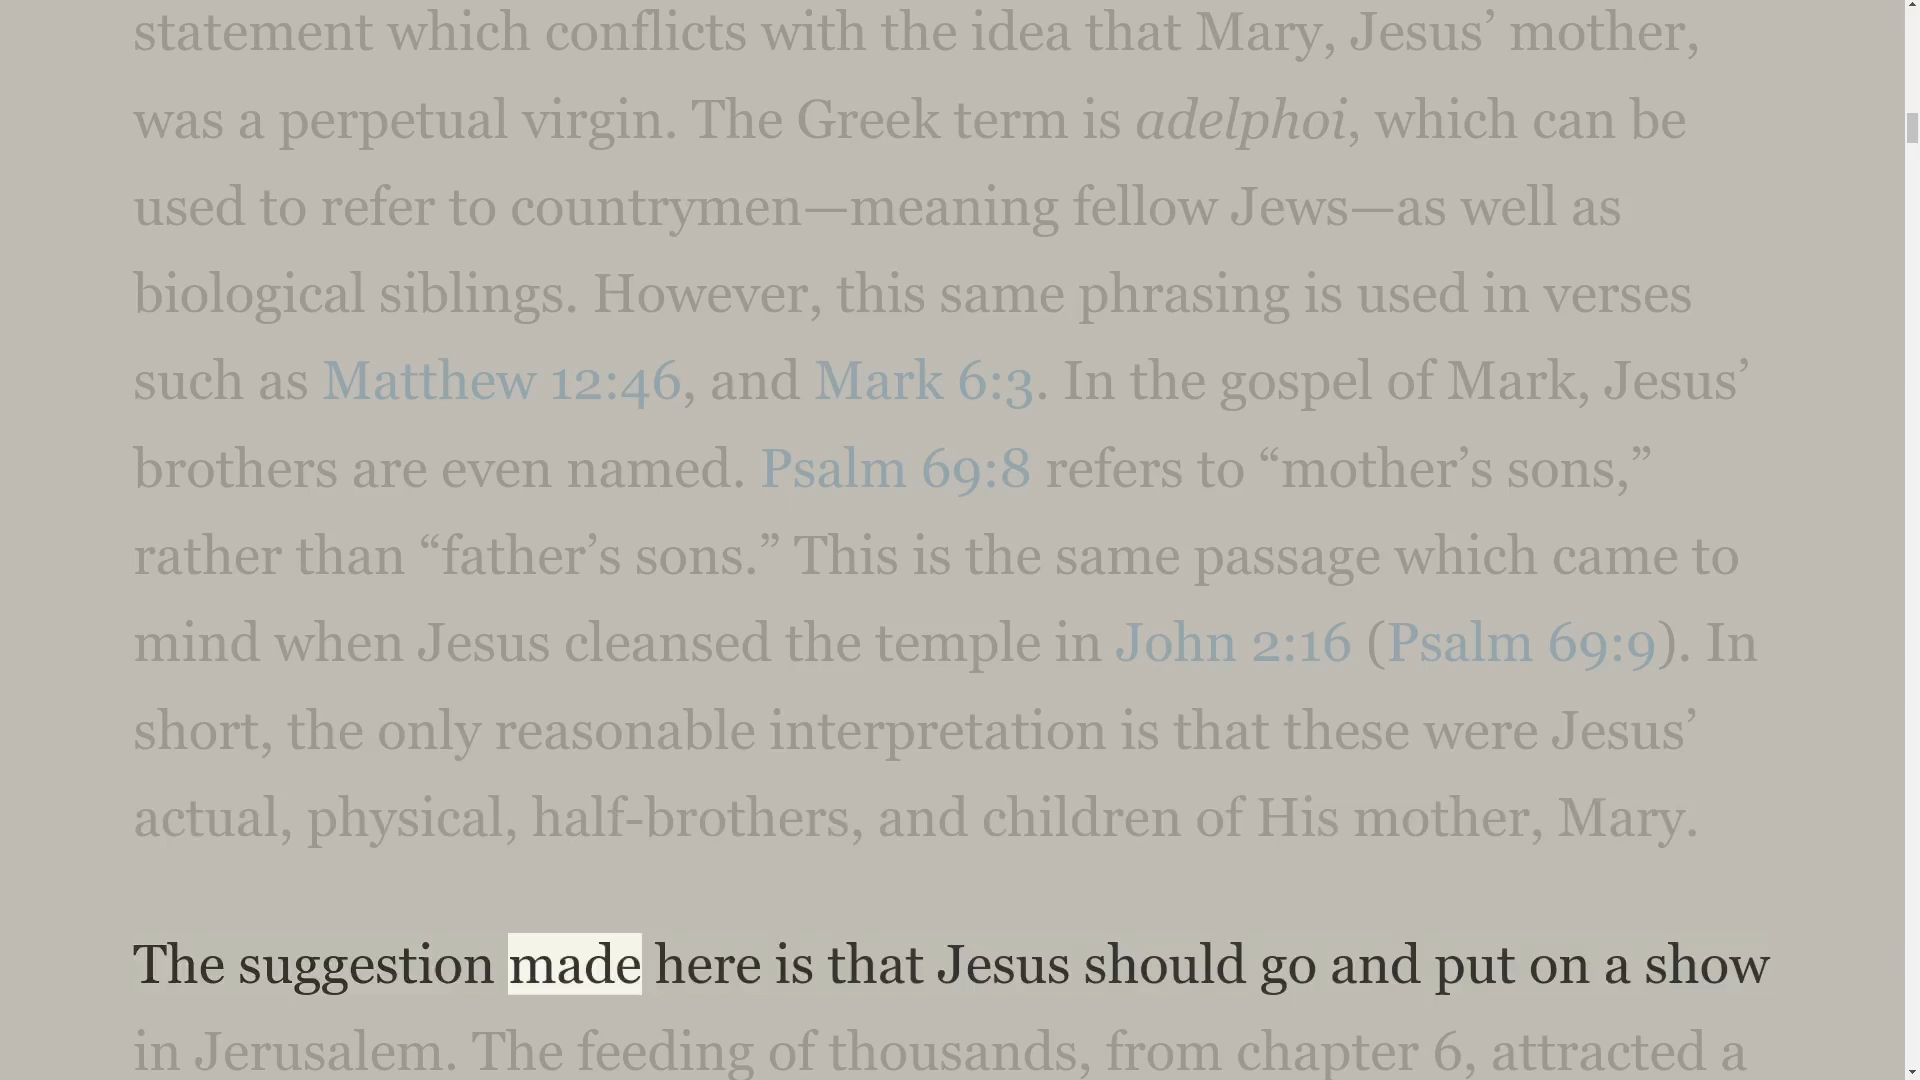 statement which conflicts with the idea that Mary, Jesus’ mother,
was a perpetual virgin. The Greek term is adelphoi, which can be
used to refer to countrymen—meaning fellow Jews—as well as
biological siblings. However, this same phrasing is used in verses
such as Matthew 12:46, and Mark 6:3. In the gospel of Mark, Jesus’
brothers are even named. Psalm 69:8 refers to “mother’s sons,”
rather than “father’s sons.” This is the same passage which came to
mind when Jesus cleansed the temple in John 2:16 (Psalm 69:9). In
short, the only reasonable interpretation is that these were Jesus’
actual, physical, half-brothers, and children of His mother, Mary.
The suggestion made here is that Jesus should go and put on a show
in Jerusalem. The feeding of thousands, from chapter 6, attracted a